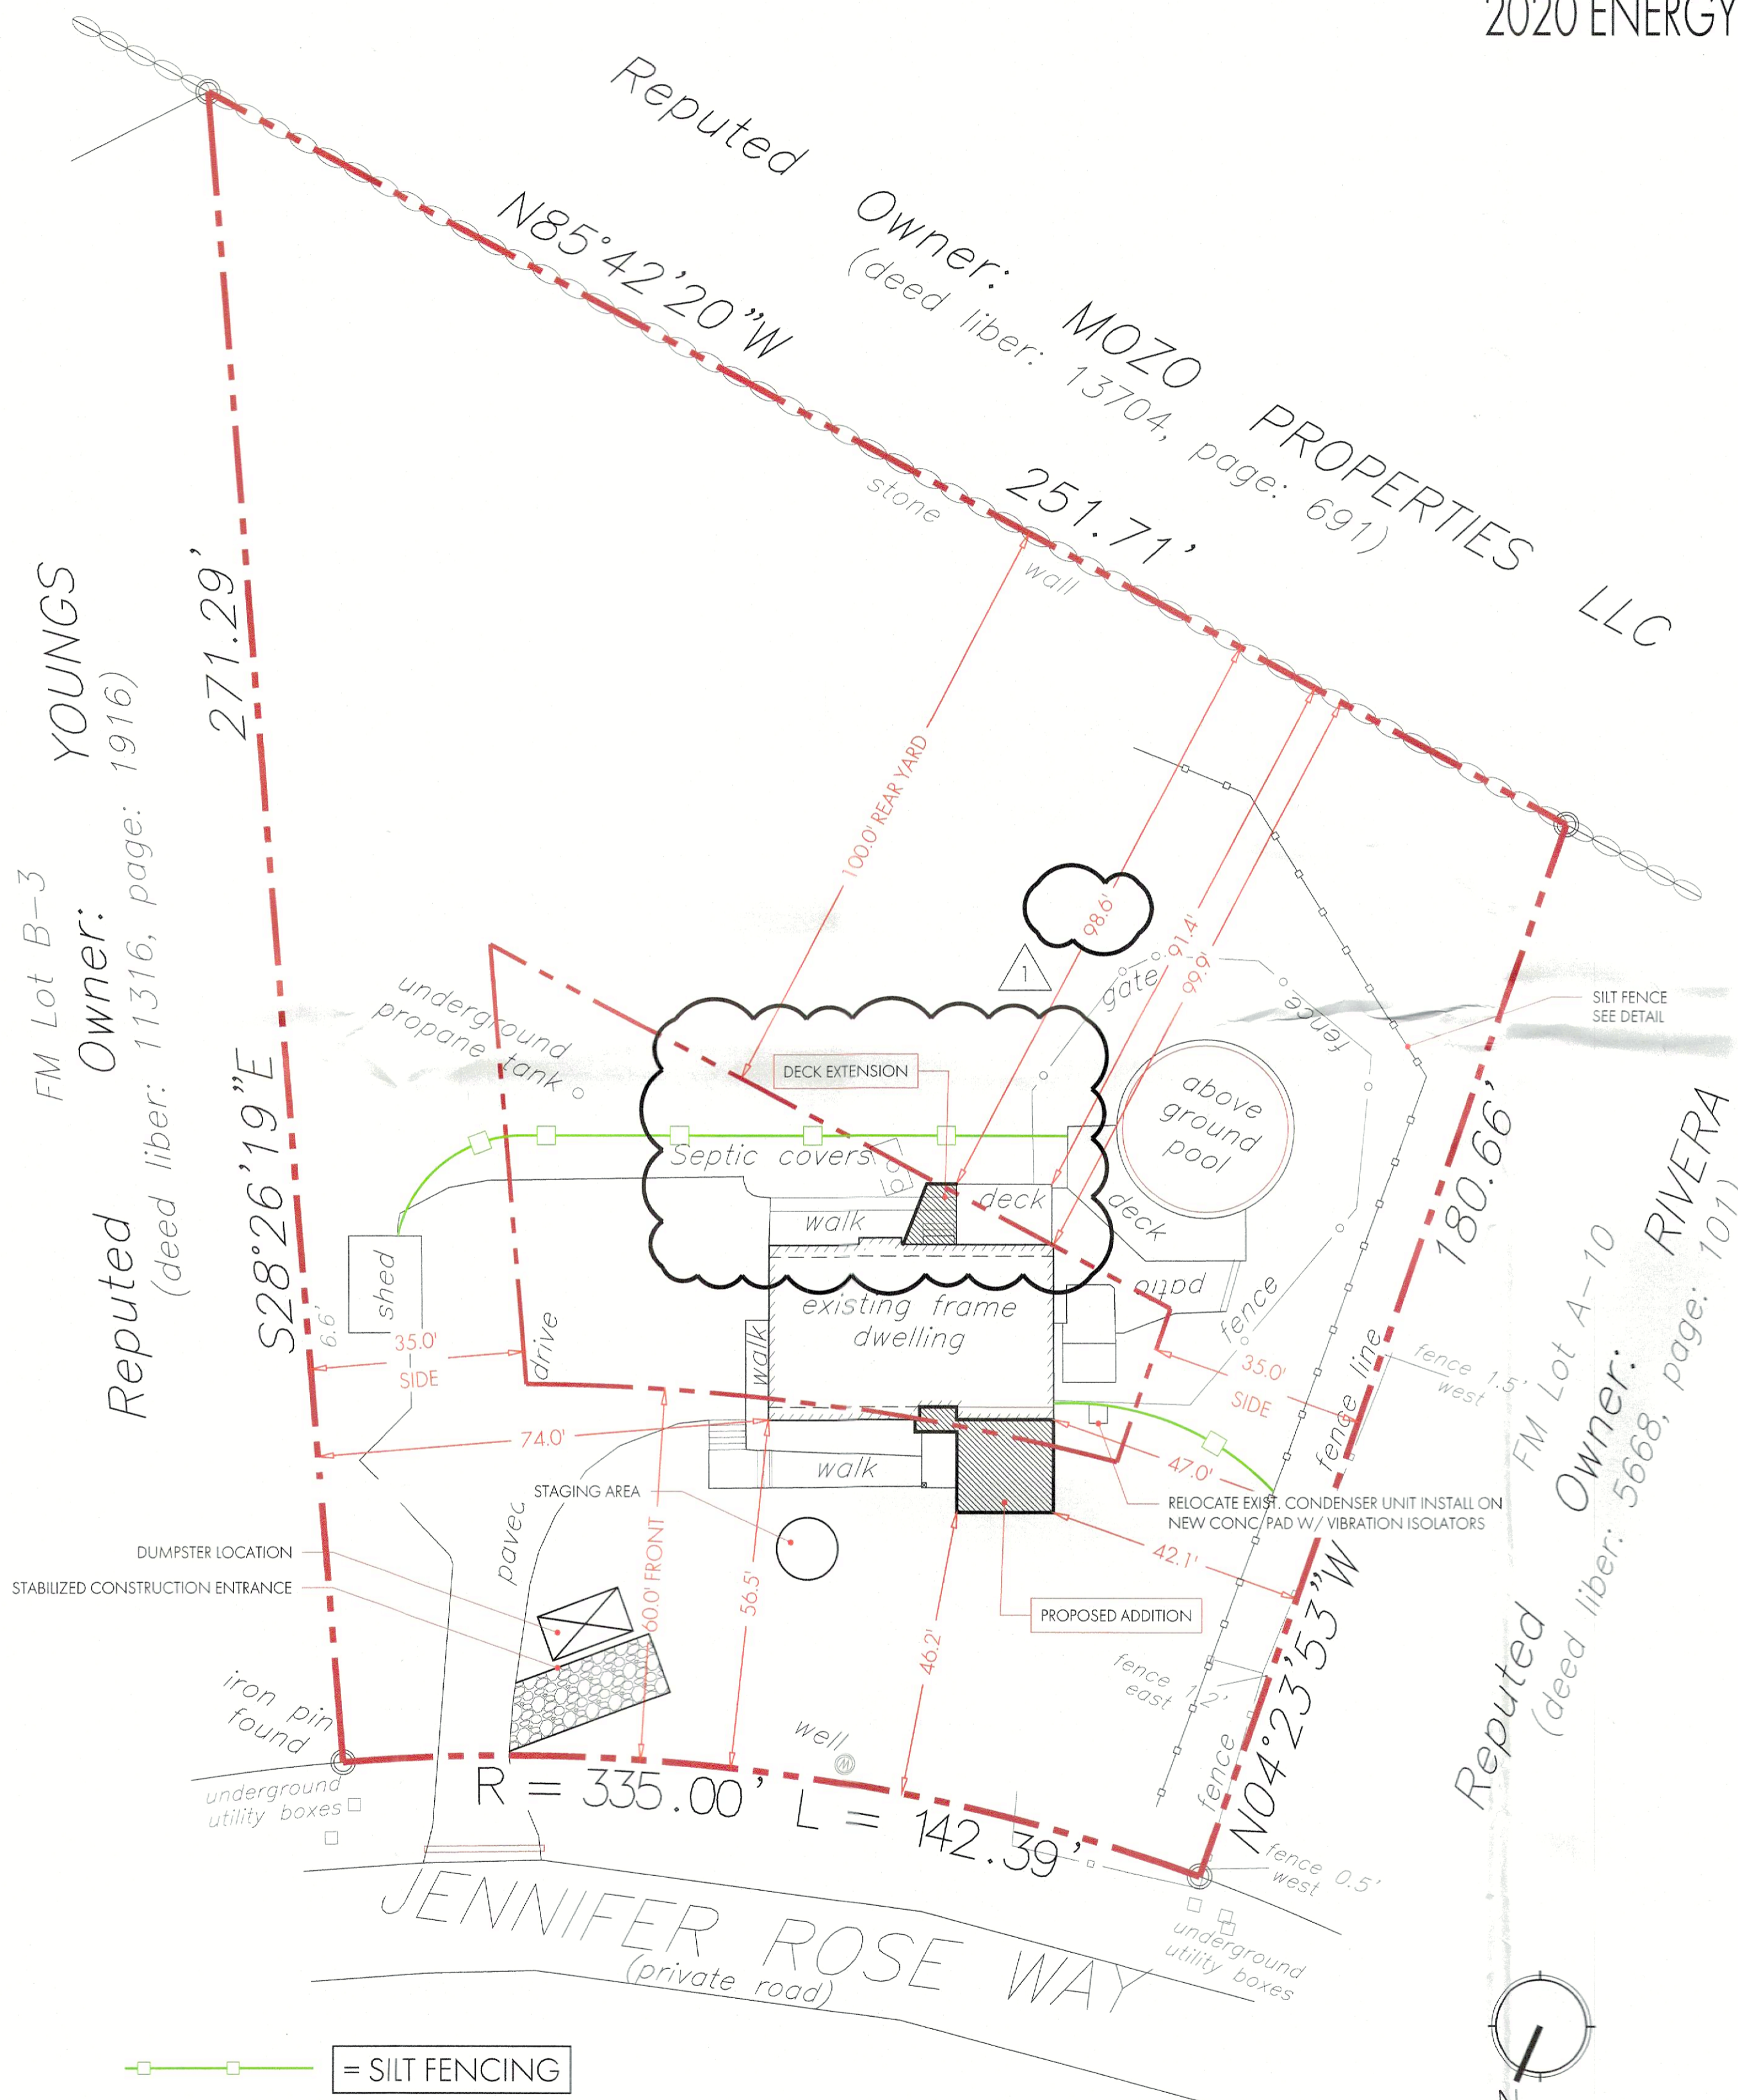 2020 ENERGY
Reputed Owner: MOZO PROPERTIES LLC
(deed liber: 13704, page: 691)
N85°42'20"W
251.71'
stone
wall
FM Lot B-3
Reputed Owner: YOUNGS
(deed liber: 11316, page: 1916)
271.29'
S28°26'19"E
100.0' REAR YARD
98.6'
91.4'
99.9'
1
gate
fence
SILT FENCE
SEE DETAIL
underground
propane tank
DECK EXTENSION
above
ground
pool
Septic covers
deck
deck
walk
patio
180.66'
shed
6.6'
35.0'
SIDE
drive
walk
existing frame
dwelling
fence
35.0'
SIDE
fence line
fence 1.5'
west
FM Lot A-10
Reputed Owner: RIVERA
(deed liber: 5668, page: 101)
74.0'
walk
47.0'
STAGING AREA
RELOCATE EXIST. CONDENSER UNIT INSTALL ON
NEW CONC. PAD W/ VIBRATION ISOLATORS
paved
DUMPSTER LOCATION
STABILIZED CONSTRUCTION ENTRANCE
60.0' FRONT
56.5'
46.2'
42.1'
PROPOSED ADDITION
N04°23'53"W
fence 1.2'
east
fence
iron pin
found
well
W
underground
utility boxes
R = 335.00' L = 142.39'
fence 0.5'
west
underground
utility boxes
JENNIFER ROSE WAY
(private road)
= SILT FENCING